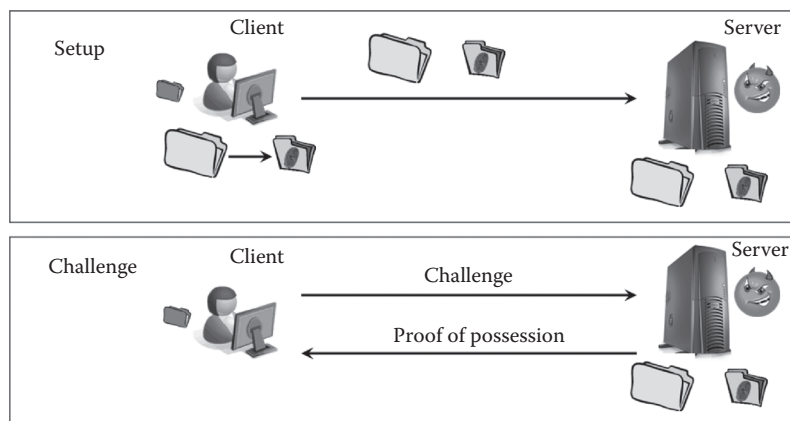 Setup
Client
Server
Challenge
Client
Server
Challenge
Proof of possession